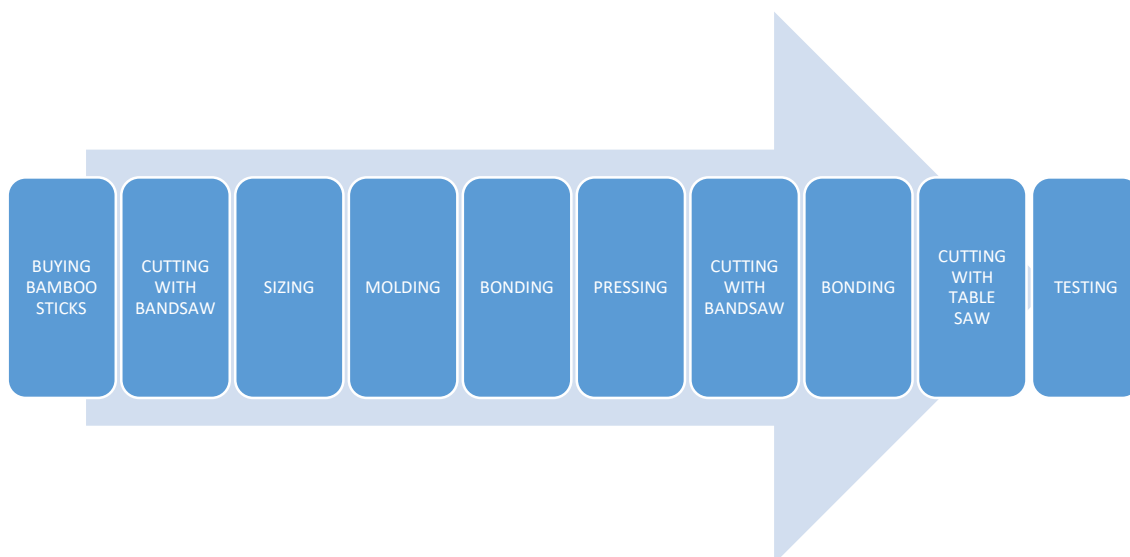 BUYING
BAMBOO
STICKS
CUTTING
WITH
BANDSAW
SIZING
MOLDING
BONDING
PRESSING
CUTTING
WITH
BANDSAW
BONDING
CUTTING
WITH
TABLE
SAW
TESTING